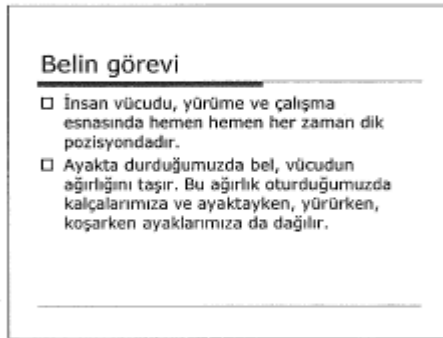 Belin görevi
□ İnsan vücudu, yürüme ve çalışma
esnasında hemen hemen her zaman dik
pozisyondadır.
□ Ayakta durduğumuzda bel, vücudun
ağırlığını taşır. Bu ağırlık oturduğumuzda
kalçalarımıza ve ayaktayken, yürürken,
koşarken ayaklarımıza da dağılır.